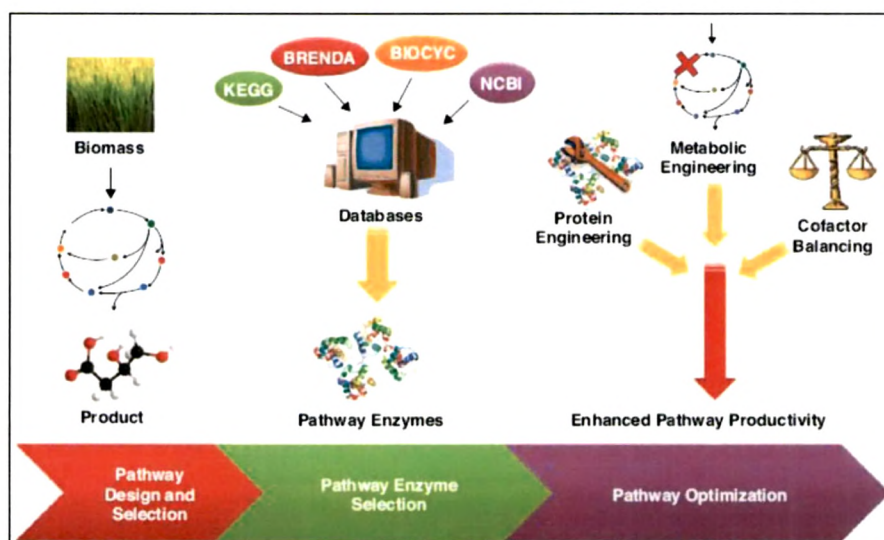 Biomass
Product
KEGG
BRENDA
BIOCYC
NCBI
Databases
Pathway Enzymes
Metabolic
Engineering
Protein
Engineering
Cofactor
Balancing
Enhanced Pathway Productivity
Pathway
Design and
Selection
Pathway Enzyme
Selection
Pathway Optimization